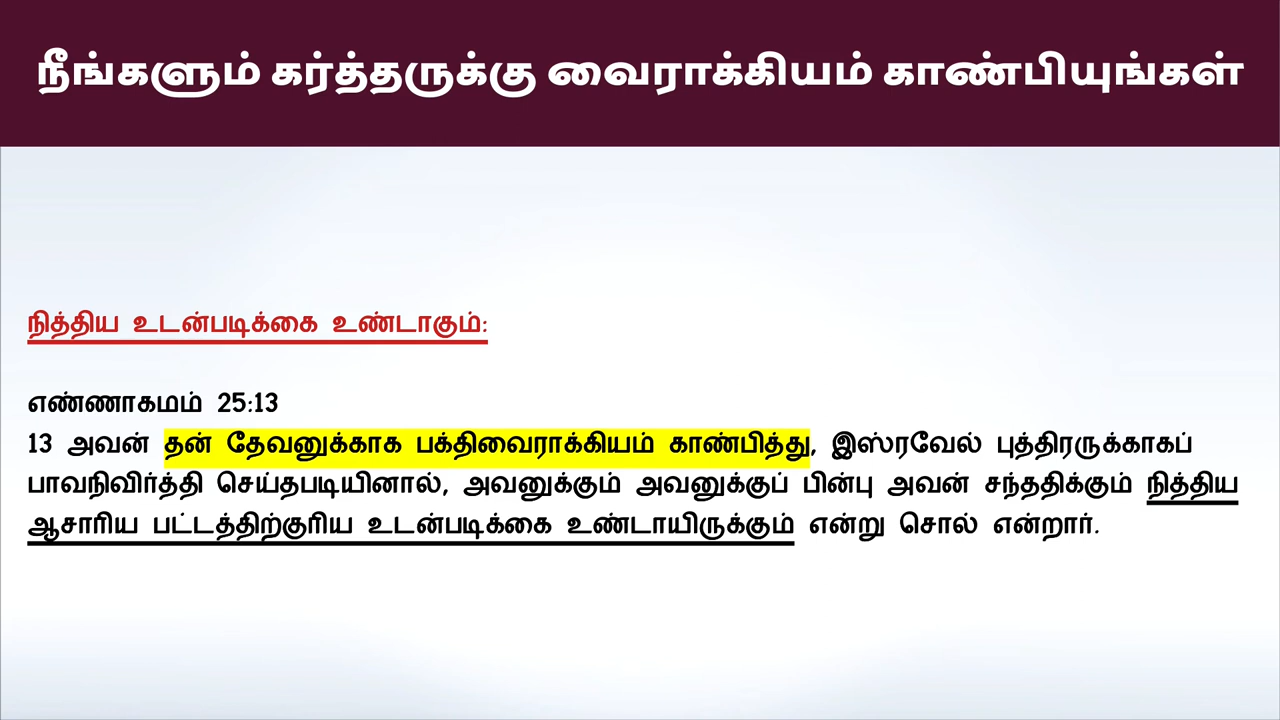 நீங்களும் கர்த்தருக்கு வைராக்கியம் காண்பியுங்கள்
நித்திய உடன்படிக்கை உண்டாகும்:
எண்ணாகமம் 25:13
13 அவன் தன் தேவனுக்காக பக்திவைராக்கியம் காண்பித்து, இஸ்ரவேல் புத்திரருக்காகப்
பாவநிவிர்த்தி செய்தபடியினால், அவனுக்கும் அவனுக்குப் பின்பு அவன் சந்ததிக்கும் நித்திய
ஆசாரிய பட்டத்திற்குரிய உடன்படிக்கை உண்டாயிருக்கும் என்று சொல் என்றார்.